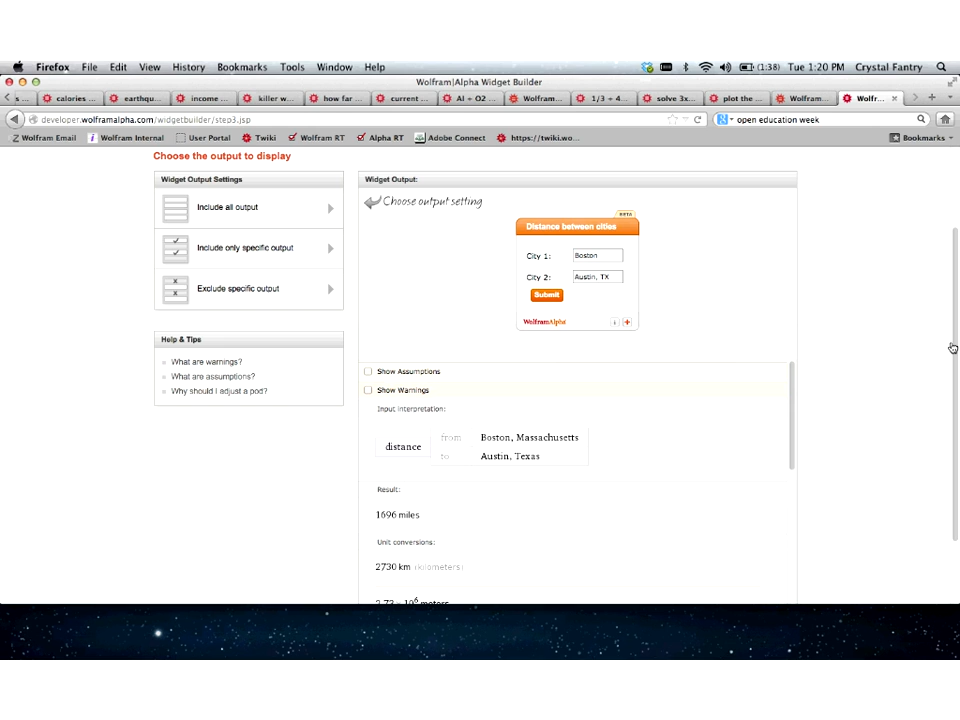 Firefox File Edit View History Bookmarks Tools Window Help (1:38) Tue 1:20 PM Crystal Fantry
Wolfram|Alpha Widget Builder
s ... calories ... earthqu... income ... killer w... how far ... current ... Al + O2 ... Wolfram... 1/3 + 4... solve 3x... plot the ... Wolfram... Wolfr...
developer.wolframalpha.com/widgetbuilder/step3.jsp open education week
Wolfram Email Wolfram Internal User Portal Twiki Wolfram RT Alpha RT Adobe Connect https://twiki.wo... Bookmarks
Choose the output to display
Widget Output Settings
Include all output
Include only specific output
Exclude specific output
Help & Tips
What are warnings?
What are assumptions?
Why should I adjust a pod?
Widget Output:
Choose output setting
BETA
Distance between cities
City 1: Boston
City 2: Austin, TX
Submit
WolframAlpha
Show Assumptions
Show Warnings
Input interpretation:
distance
from Boston, Massachusetts
to Austin, Texas
Result:
1696 miles
Unit conversions:
2730 km (kilometers)
2.73 × 10⁶ meters